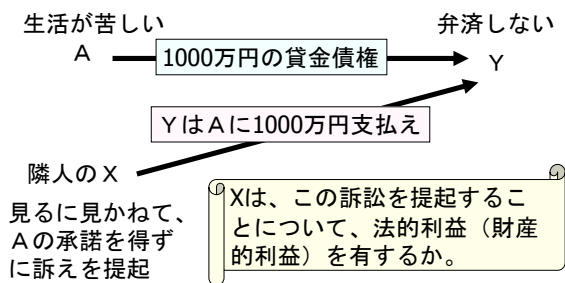 生活が苦しい
弁済しない
A
1000万円の貸金債権
Y
YはAに1000万円支払え
隣人のX
見るに見かねて、
Aの承諾を得ず
に訴えを提起
Xは、この訴訟を提起するこ
とについて、法的利益（財産
的利益）を有するか。